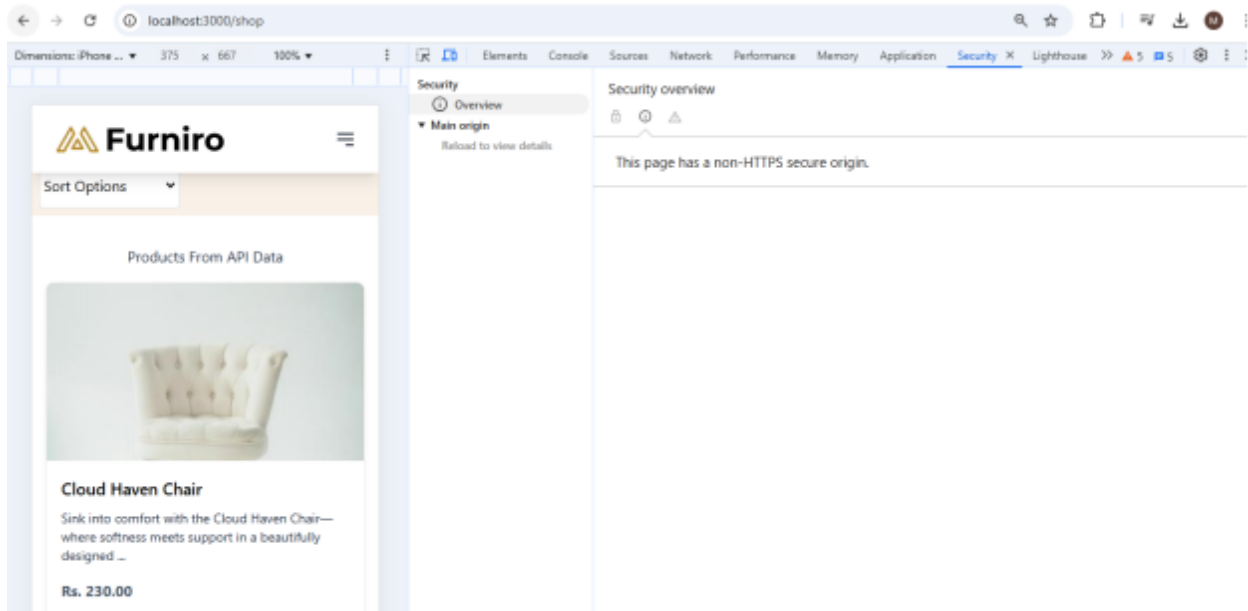 localhost:3000/shop
M
Dimensions: iPhone ... ▼ 375 x 667 100% ▼
Elements Console Sources Network Performance Memory Application Security × Lighthouse >> 5 5
Security
Overview
Main origin
Reload to view details
Security overview
This page has a non-HTTPS secure origin.
Furniro
Sort Options
Products From API Data
Cloud Haven Chair
Sink into comfort with the Cloud Haven Chair—
where softness meets support in a beautifully
designed ...
Rs. 230.00